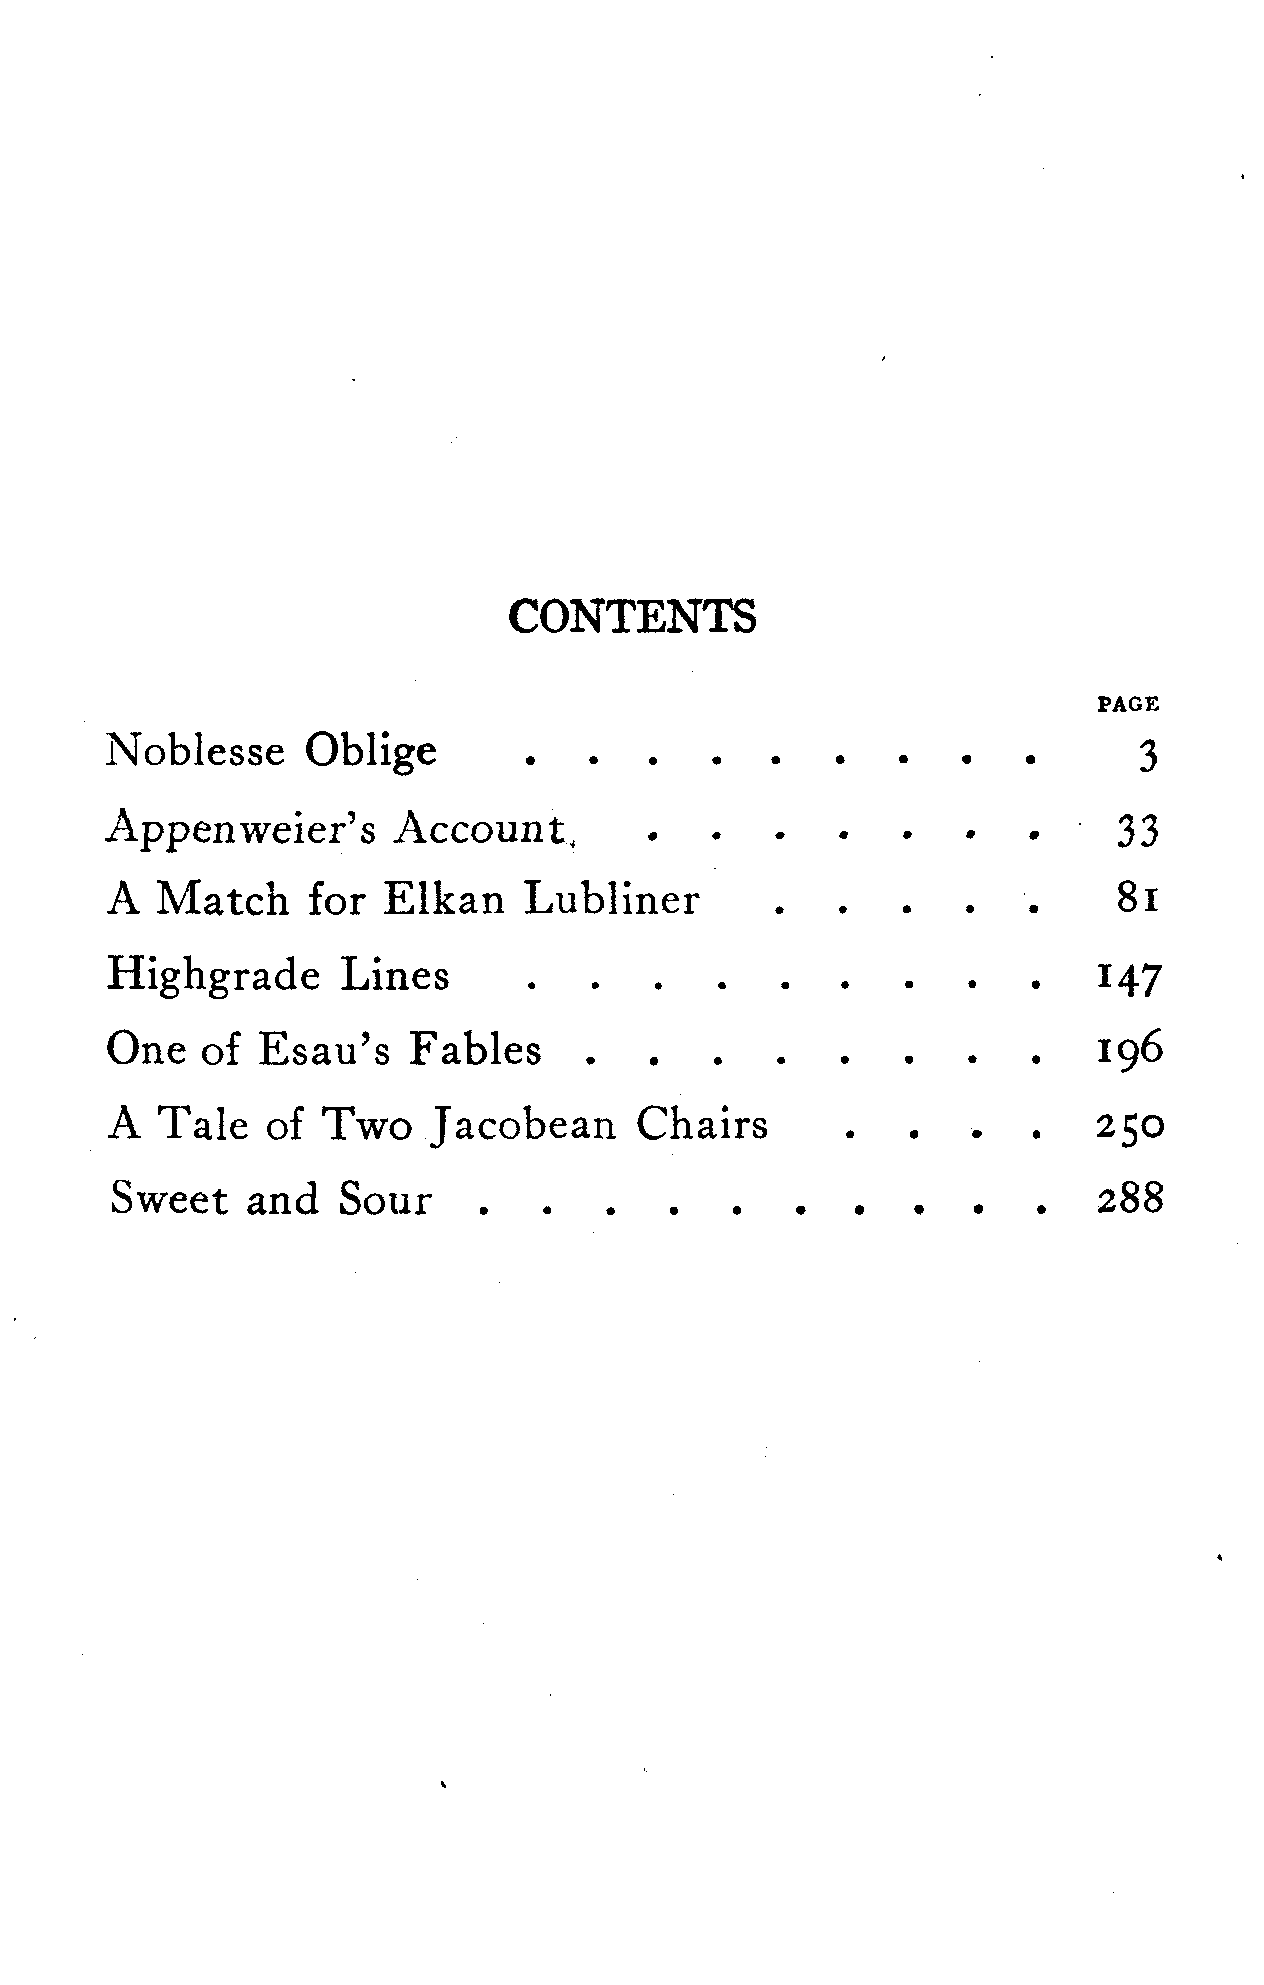 CONTENTS
PAGE
Noblesse Oblige . . . . . . . . . 3
Appenweier's Account. . . . . . . . 33
A Match for Elkan Lubliner . . . . . 81
Highgrade Lines . . . . . . . . . 147
One of Esau's Fables . . . . . . . . 196
A Tale of Two Jacobean Chairs . . . . 250
Sweet and Sour . . . . . . . . . . 288